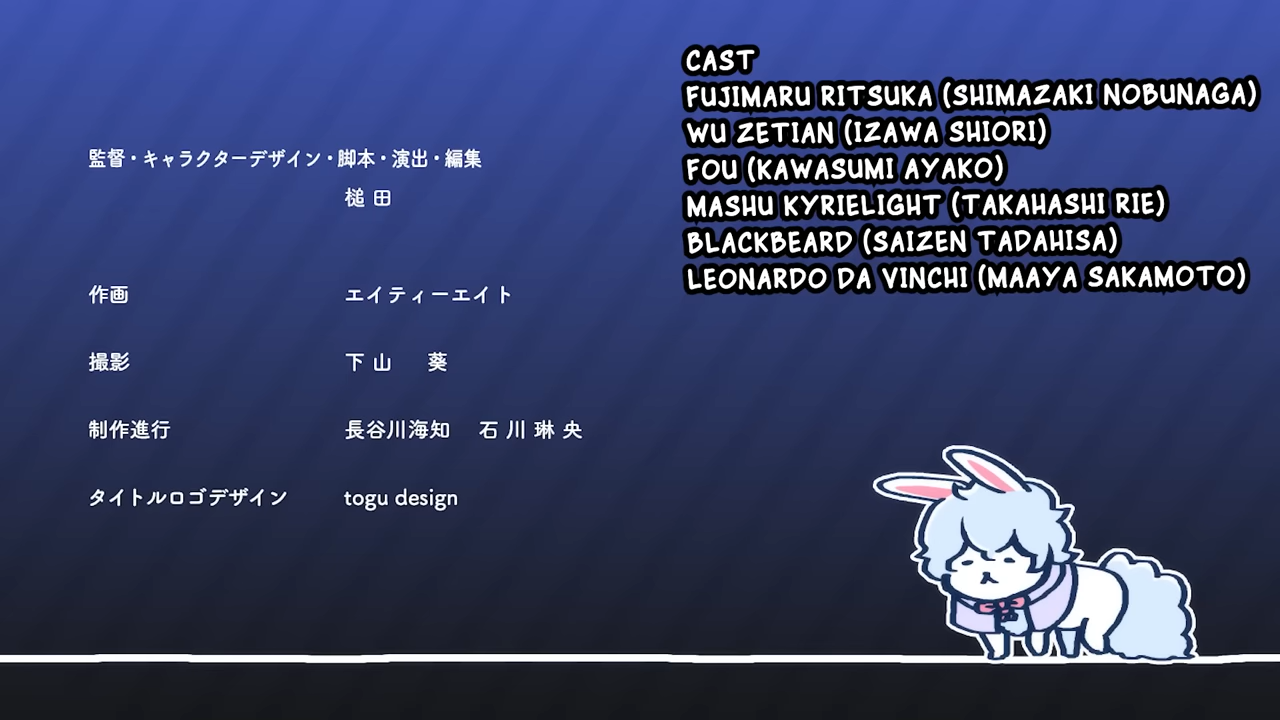 監督・キャラクターデザイン・脚本・演出・編集
槌田
作画 エイティーエイト
撮影 下山 葵
制作進行 長谷川海知 石川琳央
タイトルロゴデザイン togu design
CAST
FUJIMARU RITSUKA (SHIMAZAKI NOBUNAGA)
WU ZETIAN (IZAWA SHIORI)
FOU (KAWASUMI AYAKO)
MASHU KYRIELIGHT (TAKAHASHI RIE)
BLACKBEARD (SAIZEN TADAHISA)
LEONARDO DA VINCHI (MAAYA SAKAMOTO)